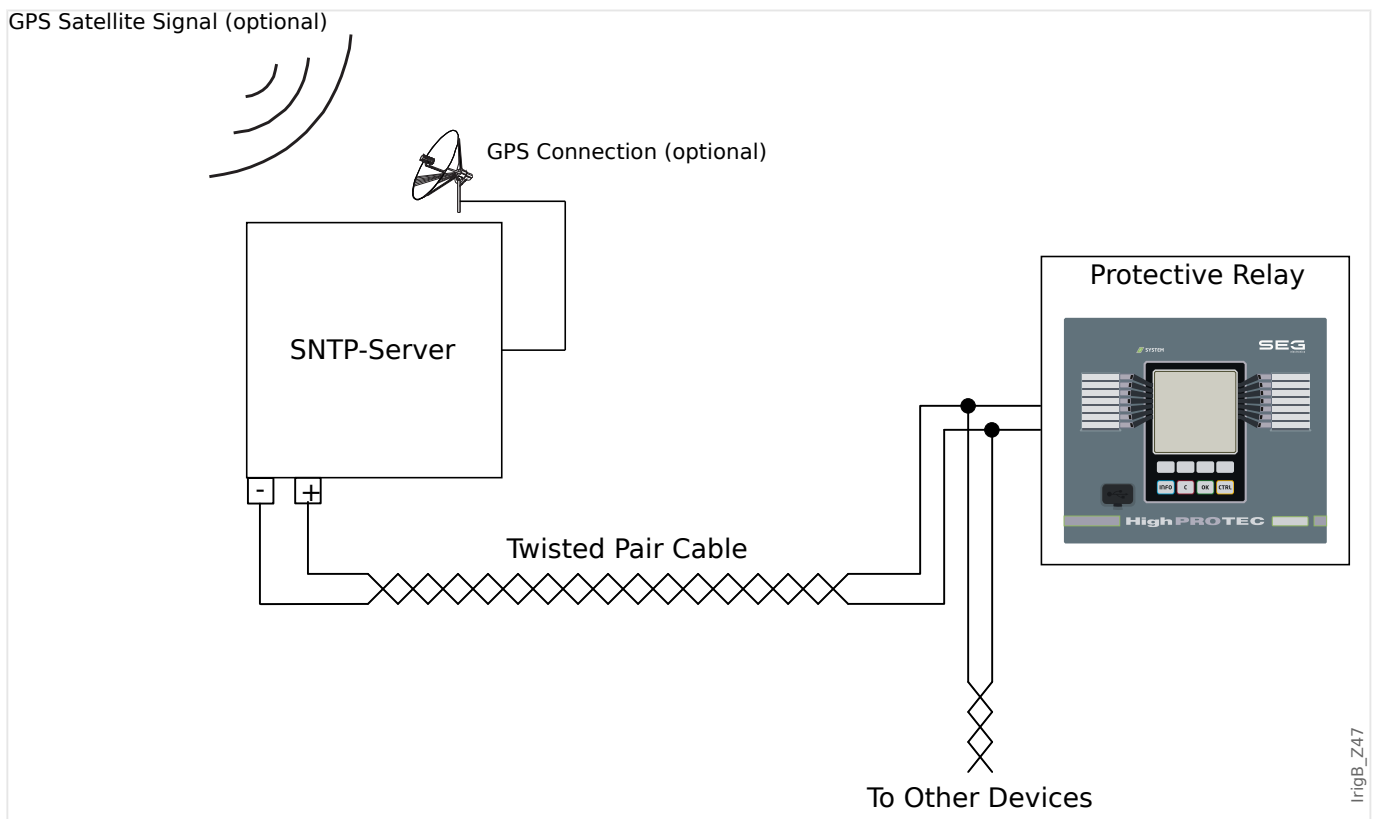 GPS Satellite Signal (optional)
GPS Connection (optional)
SNTP-Server
- +
Protective Relay
SYSTEM
SEG
INFO C OK CTRL
HighPROTEC
Twisted Pair Cable
To Other Devices
IrigB_Z47